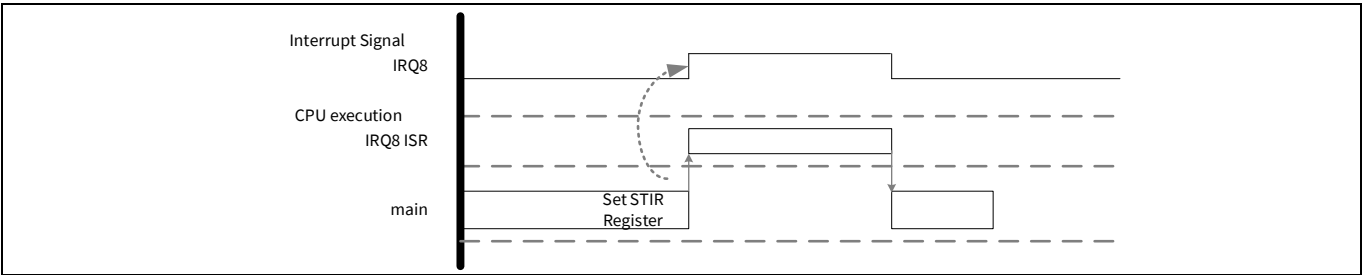 Interrupt Signal
IRQ8
CPU execution
IRQ8 ISR
main
Set STIR
Register